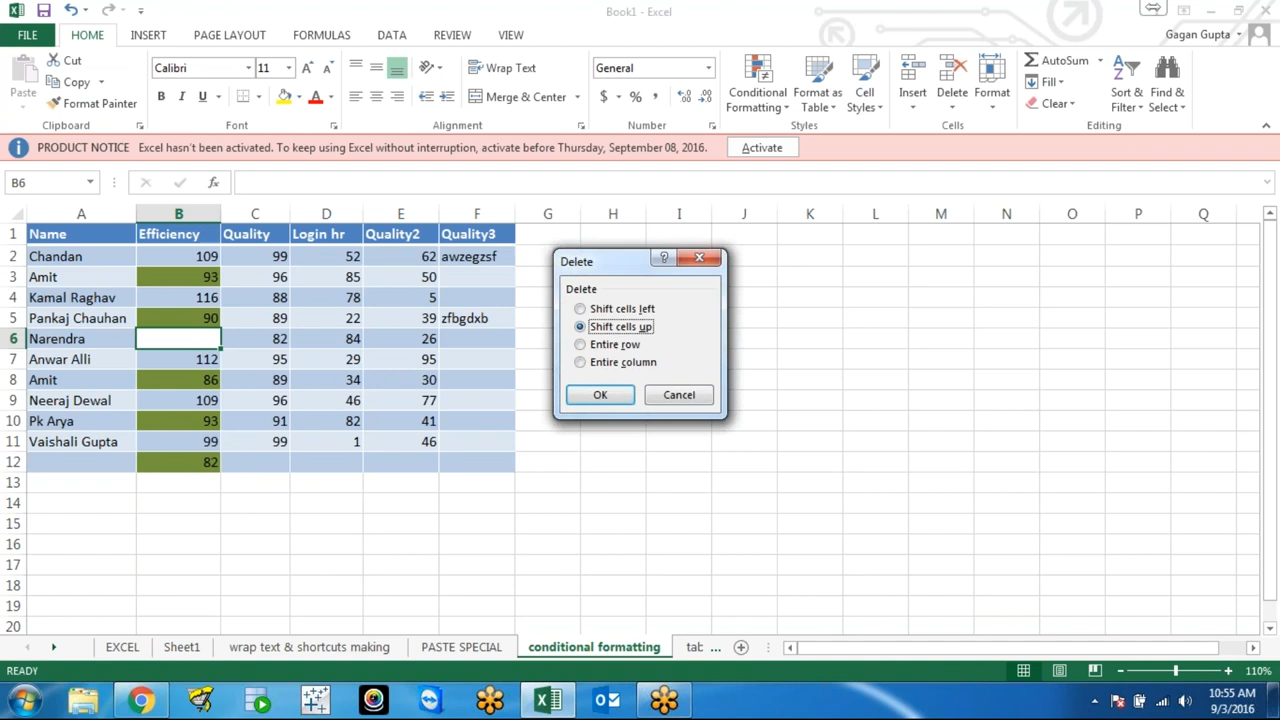 Book1 - Excel
FILE HOME INSERT PAGE LAYOUT FORMULAS DATA REVIEW VIEW Gagan Gupta
Paste
Cut
Copy
Format Painter
Calibri 11
B I U A
Wrap Text
Merge & Center
General
$ % ,
Conditional Formatting
Format as Table
Cell Styles
Insert
Delete
Format
AutoSum
Fill
Clear
Sort & Filter
Find & Select
Clipboard Font Alignment Number Styles Cells Editing
PRODUCT NOTICE Excel hasn't been activated. To keep using Excel without interruption, activate before Thursday, September 08, 2016. Activate
B6 fx
A B C D E F G H I J K L M N O P Q
1 Name Efficiency Quality Login hr Quality2 Quality3
2 Chandan 109 99 52 62 awzegzsf
3 Amit 93 96 85 50
4 Kamal Raghav 116 88 78 5
5 Pankaj Chauhan 90 89 22 39 zfbgdxb
6 Narendra 82 84 26
7 Anwar Alli 112 95 29 95
8 Amit 86 89 34 30
9 Neeraj Dewal 109 96 46 77
10 Pk Arya 93 91 82 41
11 Vaishali Gupta 99 99 1 46
12 82
13
14
15
16
17
18
19
20
Delete
Delete
Shift cells left
Shift cells up
Entire row
Entire column
OK Cancel
EXCEL Sheet1 wrap text & shortcuts making PASTE SPECIAL conditional formatting tab ...
READY 110%
10:55 AM
9/3/2016